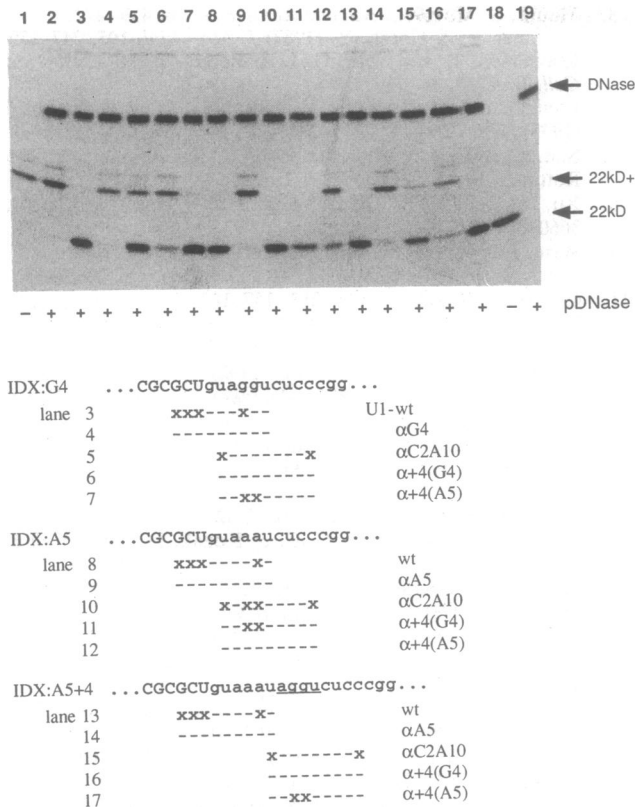 1 2 3 4 5 6 7 8 9 10 11 12 13 14 15 16 17 18 19
DNase
22kD+
22kD
− + + + + + + + + + + + + + + + + − + pDNase
IDX:G4 ...CGCGCUguaggucucccgg...
lane 3 xxx---x-- U1-wt
4 --------- αG4
5 x-------x αC2A10
6 --------- α+4(G4)
7 --xx----- α+4(A5)
IDX:A5 ...CGCGCUguaaaucucccgg...
lane 8 xxx----x- wt
9 --------- αA5
10 x-xx----x αC2A10
11 --xx----- α+4(G4)
12 --------- α+4(A5)
IDX:A5+4 ...CGCGCUguaaauaggucucccgg...
lane 13 xxx----x- wt
14 --------- αA5
15 x-------x αC2A10
16 --------- α+4(G4)
17 --xx----- α+4(A5)